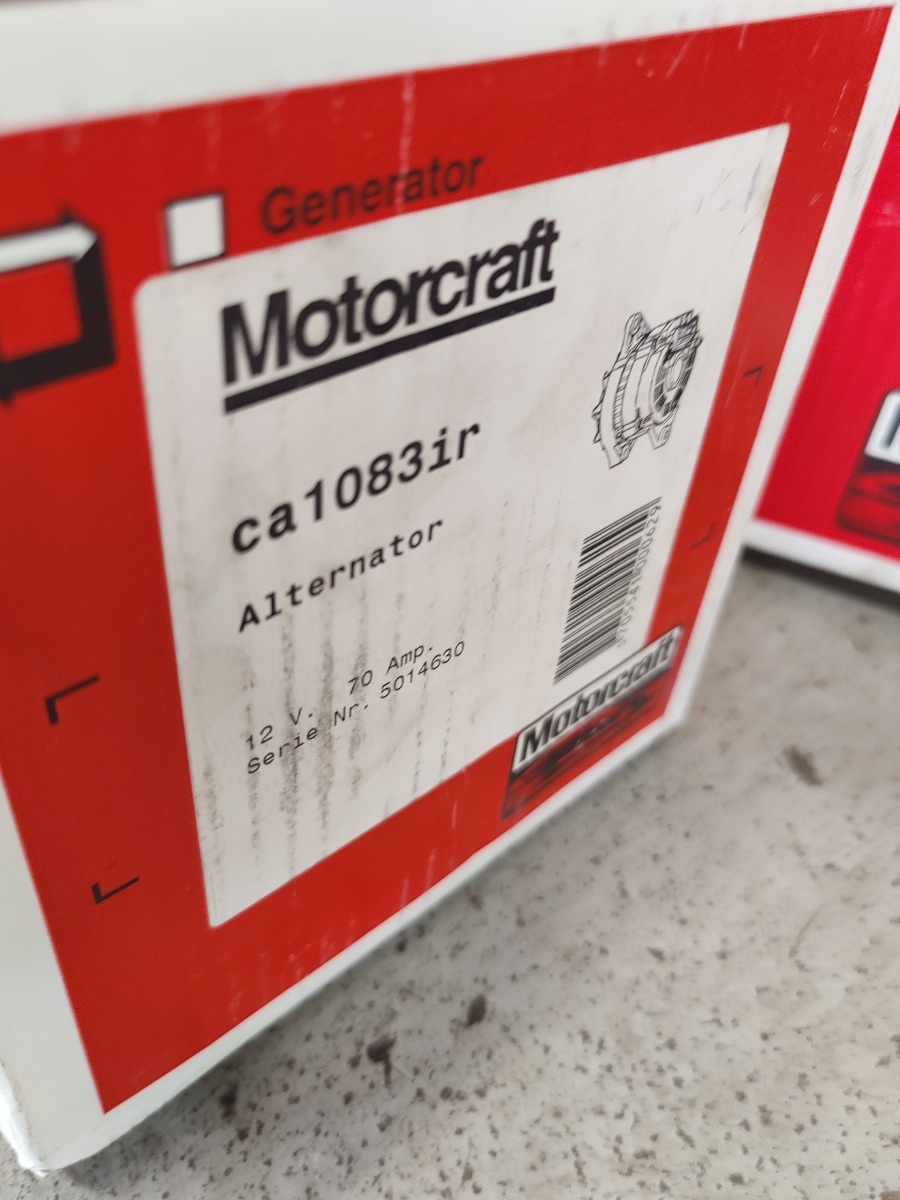 Generator
Motorcraft
ca1083ir
Alternator
12 V. 70 Amp.
Serie Nr. 5014630
Motorcraft